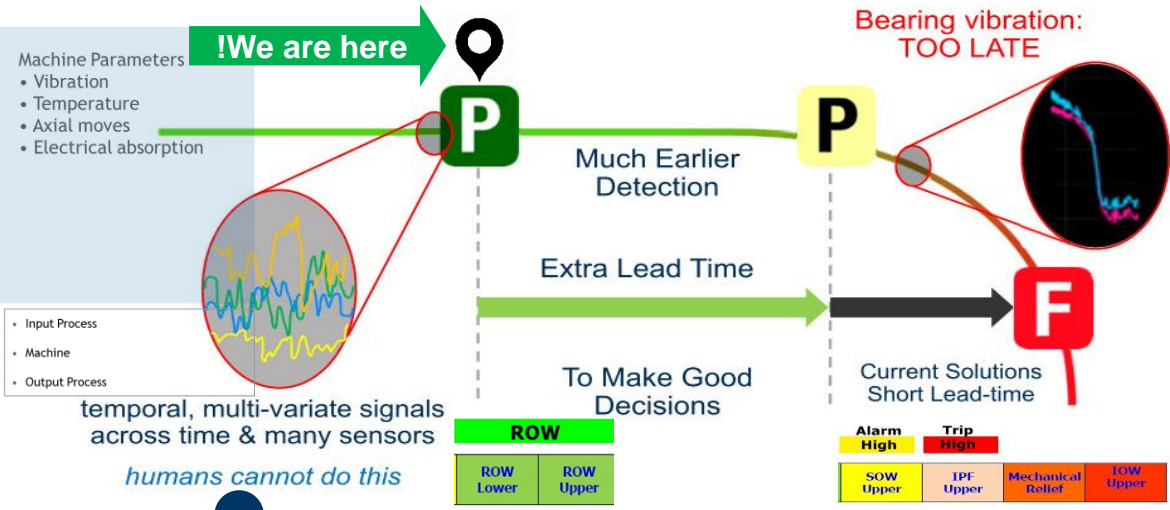 !We are here
Bearing vibration:
TOO LATE
Machine Parameters
• Vibration
• Temperature
• Axial moves
• Electrical absorption
P
P
Much Earlier
Detection
Extra Lead Time
F
• Input Process
• Machine
• Output Process
To Make Good
Decisions
Current Solutions
Short Lead-time
temporal, multi-variate signals
across time & many sensors
humans cannot do this
ROW
ROW
Lower
ROW
Upper
Alarm
High
Trip
High
SOW
Upper
IPF
Upper
Mechanical
Relief
IOW
Upper